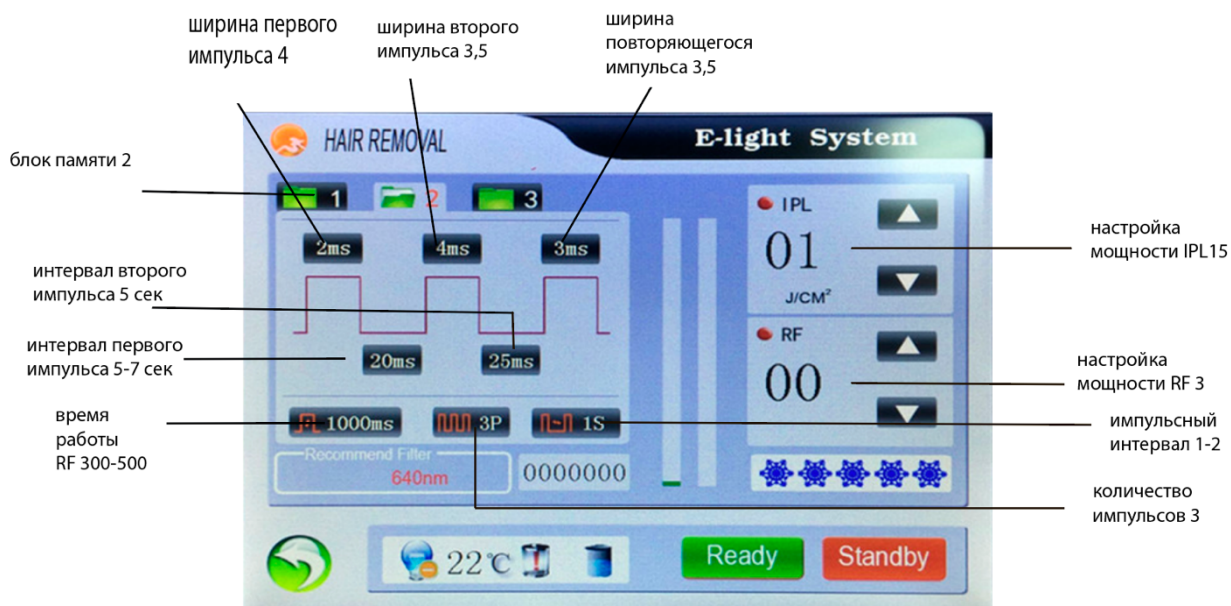 ширина первого
импульса 4
ширина второго
импульса 3,5
ширина
повторяющегося
импульса 3,5
блок памяти 2
интервал второго
импульса 5 сек
интервал первого
импульса 5-7 сек
время
работы
RF 300-500
HAIR REMOVAL
E-light System
1
2
3
2ms
4ms
3ms
20ms
25ms
1000ms
3P
1S
Recommend Filter
640nm
0000000
IPL
01
J/CM²
RF
00
22℃
Ready
Standby
настройка
мощности IPL15
настройка
мощности RF 3
импульсный
интервал 1-2
количество
импульсов 3